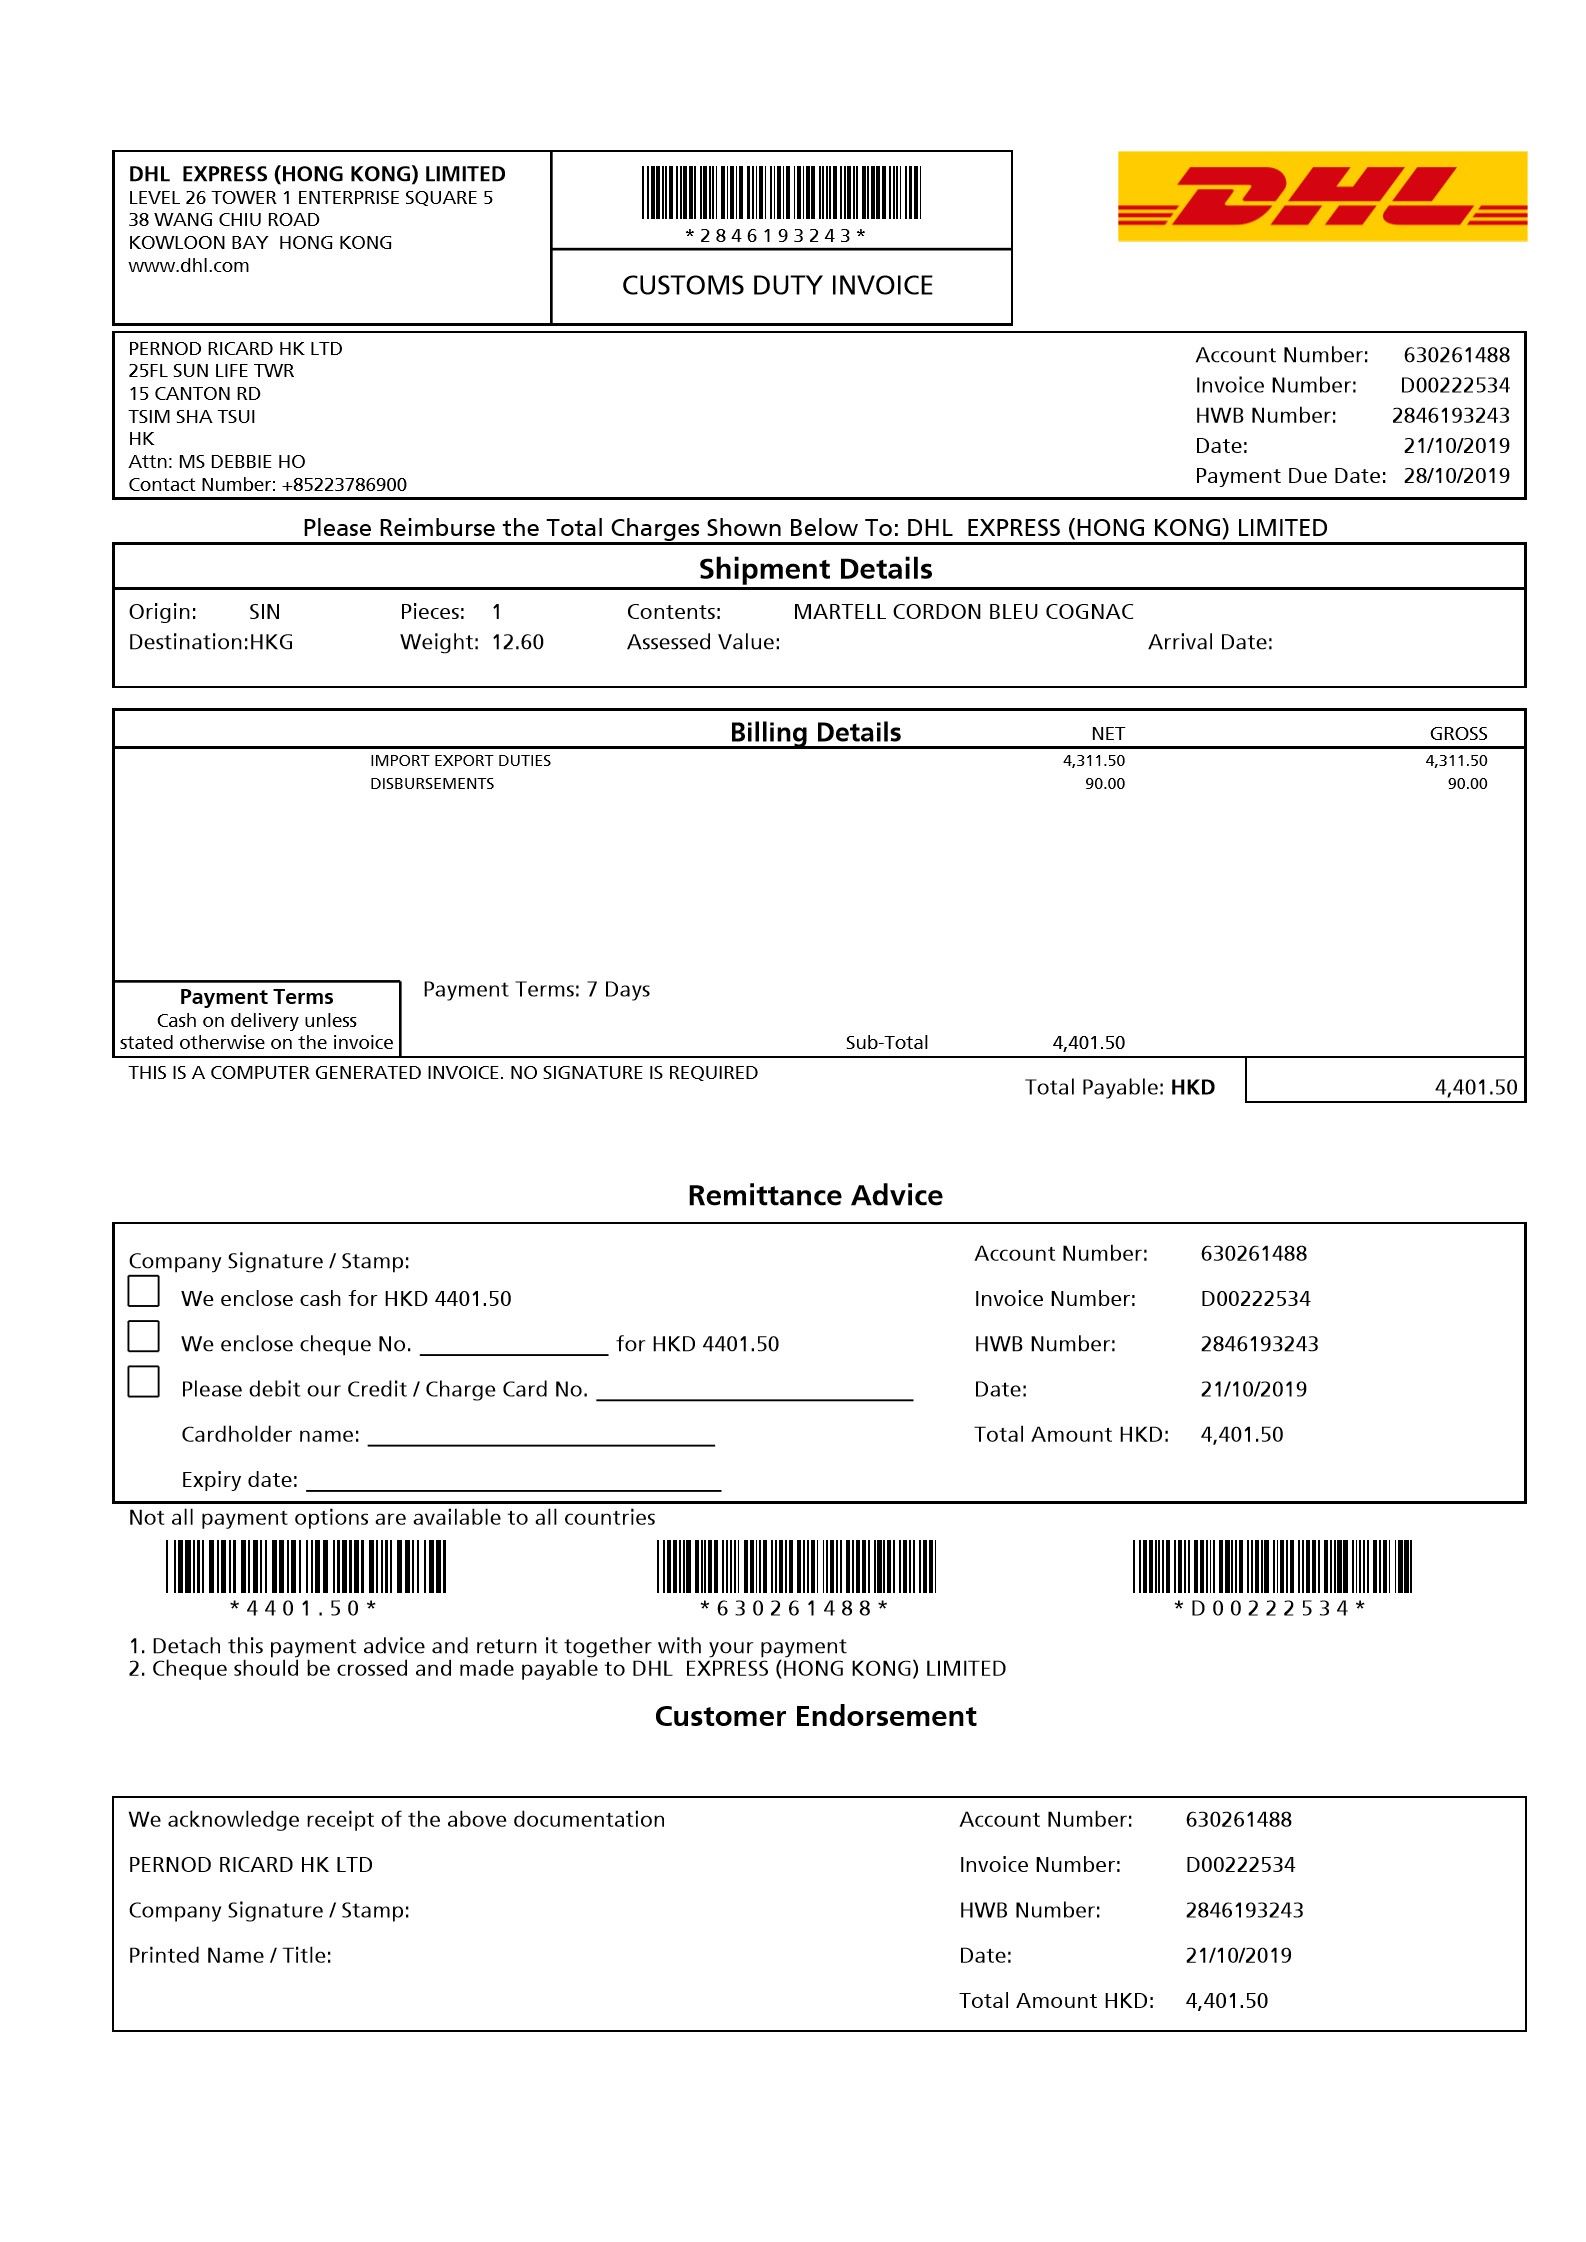 DHL  EXPRESS (HONG KONG) LIMITED
LEVEL 26 TOWER 1 ENTERPRISE SQUARE 5
38 WANG CHIU ROAD
KOWLOON BAY  HONG KONG
www.dhl.com
*2846193243*
CUSTOMS DUTY INVOICE
DHL
PERNOD RICARD HK LTD
25FL SUN LIFE TWR
15 CANTON RD
TSIM SHA TSUI
HK
Attn: MS DEBBIE HO
Contact Number: +85223786900
Account Number: 630261488
Invoice Number: D00222534
HWB Number: 2846193243
Date: 21/10/2019
Payment Due Date: 28/10/2019
Please Reimburse the Total Charges Shown Below To: DHL  EXPRESS (HONG KONG) LIMITED
Shipment Details
Origin: SIN Pieces: 1 Contents: MARTELL CORDON BLEU COGNAC
Destination:HKG Weight: 12.60 Assessed Value: Arrival Date:
Billing Details NET GROSS
IMPORT EXPORT DUTIES 4,311.50 4,311.50
DISBURSEMENTS 90.00 90.00
Payment Terms
Cash on delivery unless
stated otherwise on the invoice
Payment Terms: 7 Days
Sub-Total 4,401.50
THIS IS A COMPUTER GENERATED INVOICE. NO SIGNATURE IS REQUIRED
Total Payable: HKD 4,401.50
Remittance Advice
Company Signature / Stamp:
We enclose cash for HKD 4401.50
We enclose cheque No. for HKD 4401.50
Please debit our Credit / Charge Card No.
Cardholder name:
Expiry date:
Account Number: 630261488
Invoice Number: D00222534
HWB Number: 2846193243
Date: 21/10/2019
Total Amount HKD: 4,401.50
Not all payment options are available to all countries
*4401.50* *630261488* *D00222534*
1. Detach this payment advice and return it together with your payment
2. Cheque should be crossed and made payable to DHL  EXPRESS (HONG KONG) LIMITED
Customer Endorsement
We acknowledge receipt of the above documentation
PERNOD RICARD HK LTD
Company Signature / Stamp:
Printed Name / Title:
Account Number: 630261488
Invoice Number: D00222534
HWB Number: 2846193243
Date: 21/10/2019
Total Amount HKD: 4,401.50